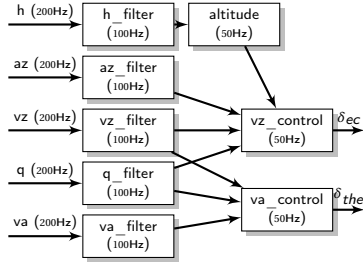 h (200Hz)
h_filter
(100Hz)
altitude
(50Hz)
az (200Hz)
az_filter
(100Hz)
vz (200Hz)
vz_filter
(100Hz)
vz_control
(50Hz)
δec
q (200Hz)
q_filter
(100Hz)
va_control
(50Hz)
δthe
va (200Hz)
va_filter
(100Hz)